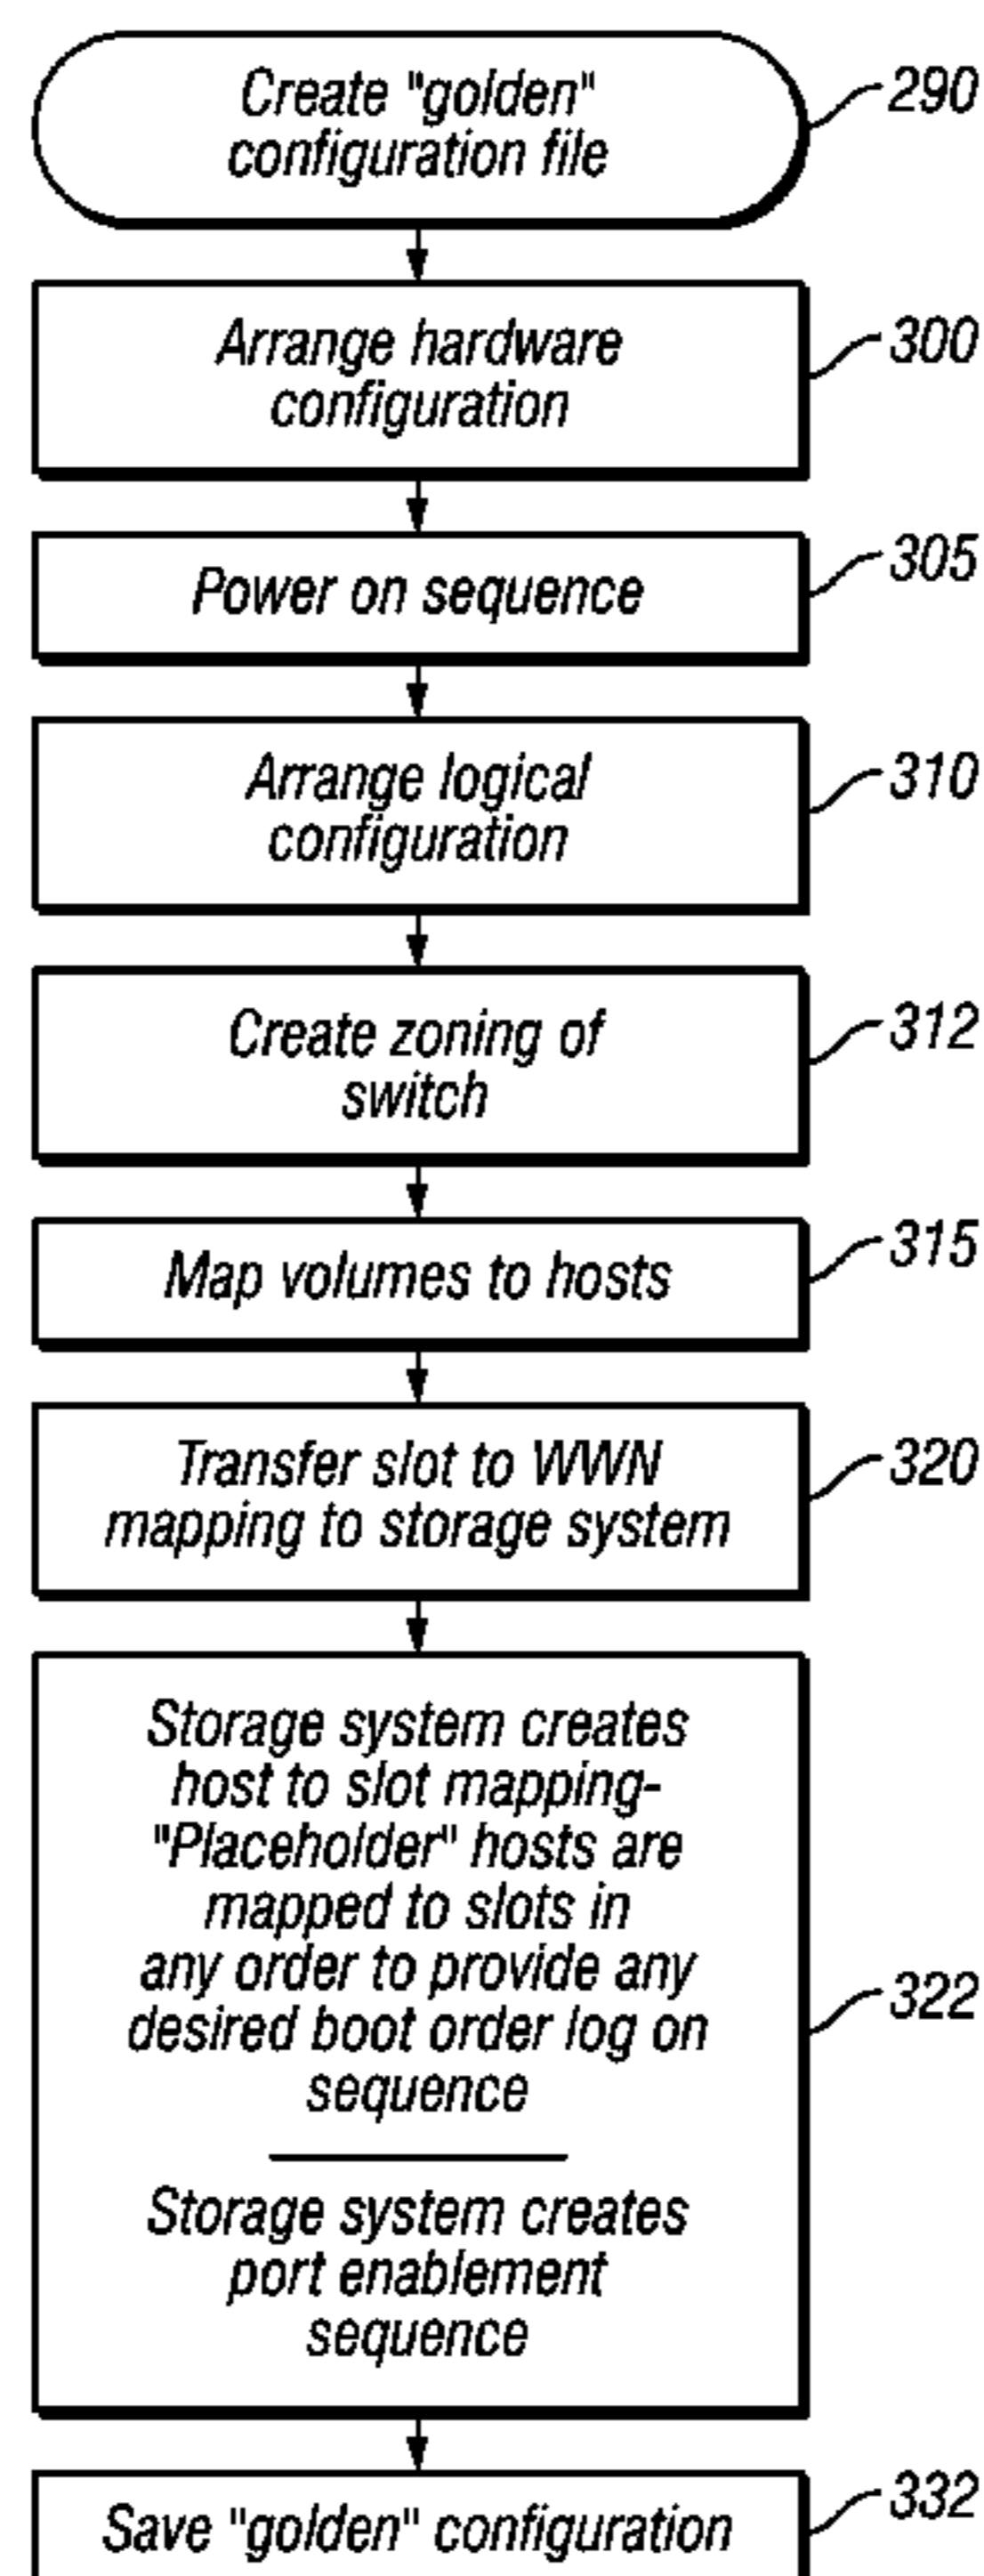 Create "golden"
configuration file
290
Arrange hardware
configuration
300
Power on sequence
305
Arrange logical
configuration
310
Create zoning of
switch
312
Map volumes to hosts
315
Transfer slot to WWN
mapping to storage system
320
Storage system creates
host to slot mapping-
"Placeholder" hosts are
mapped to slots in
any order to provide any
desired boot order log on
sequence
Storage system creates
port enablement
sequence
322
Save "golden" configuration
332